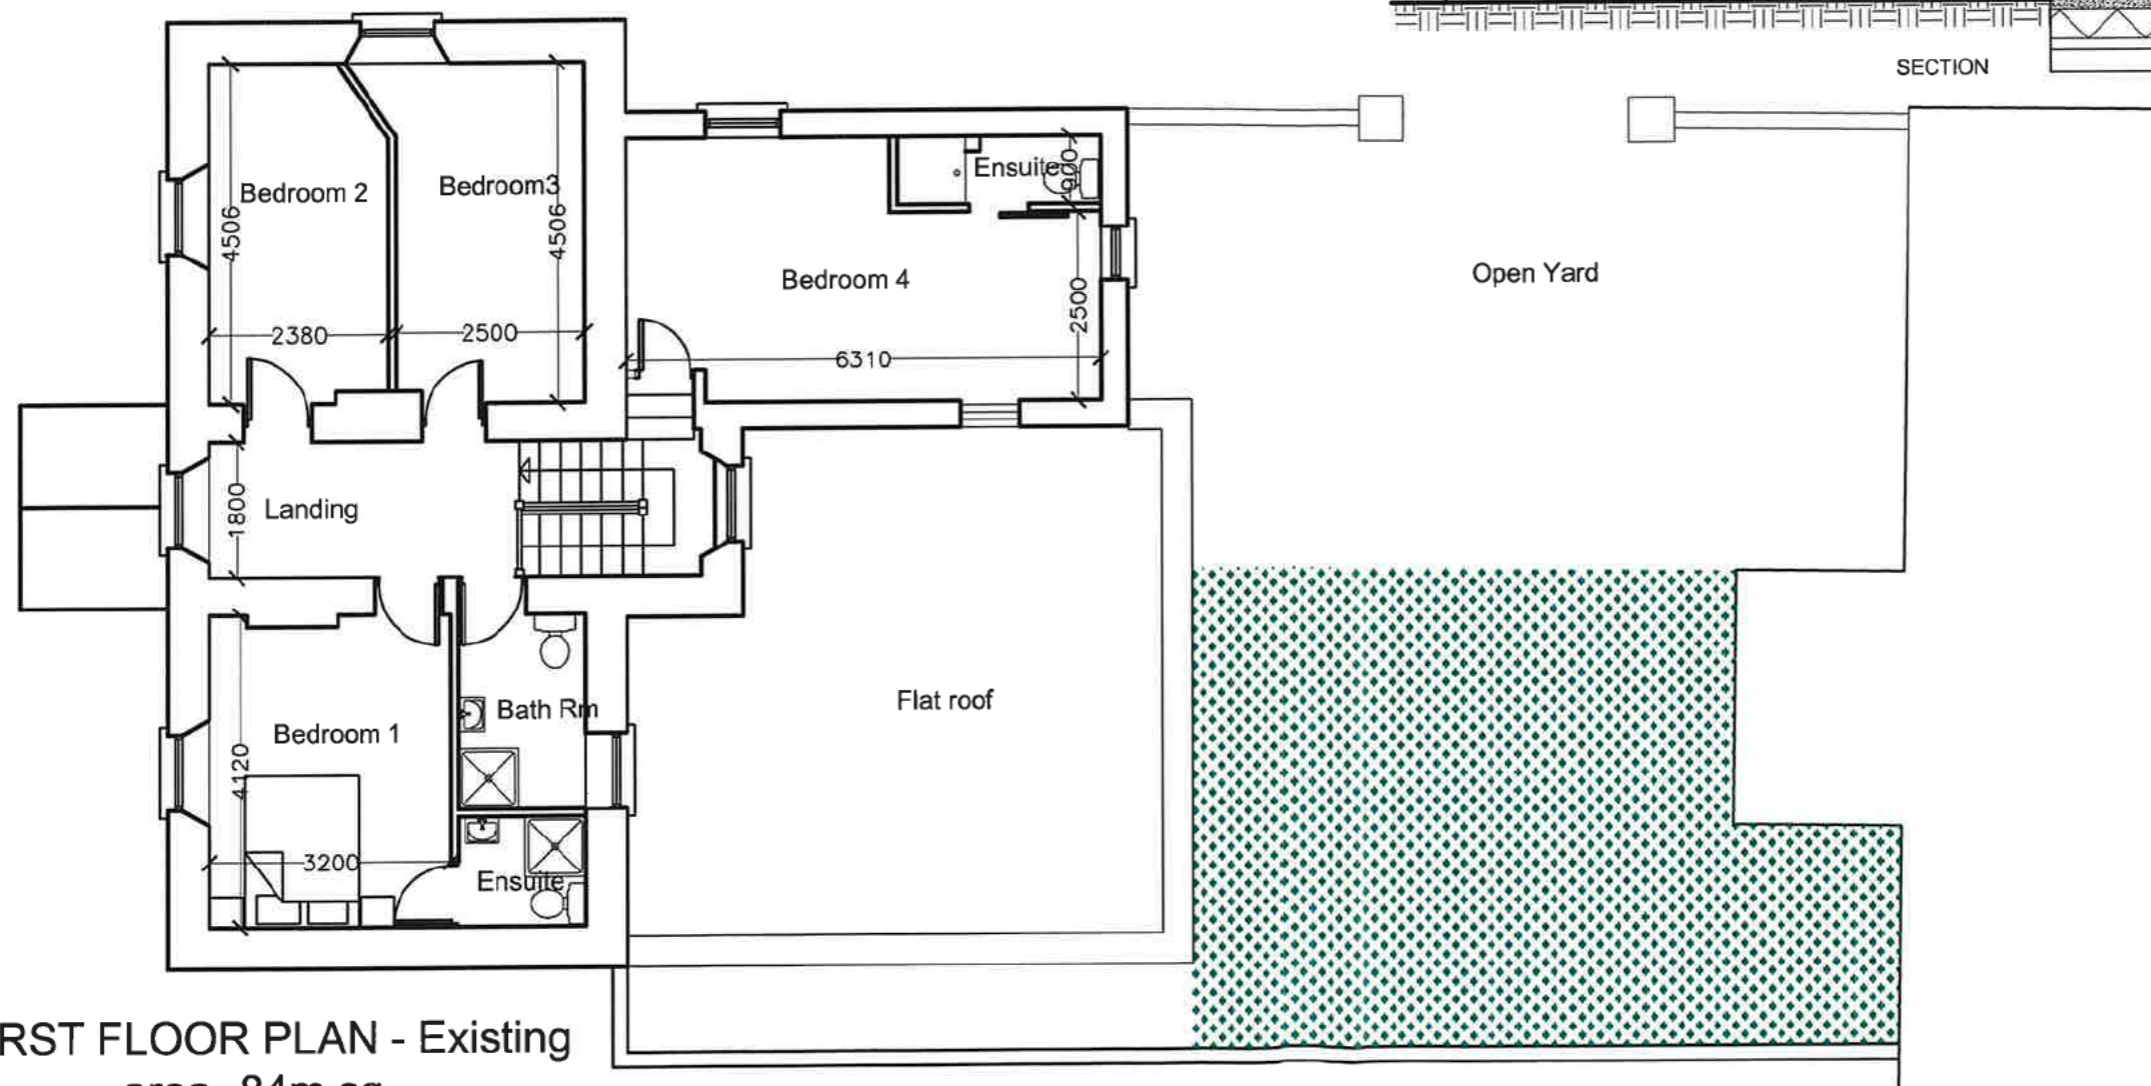 SECTION
Ensuite
900
Bedroom 2
Bedroom3
4506
4506
Bedroom 4
Open Yard
2500
2380
2500
6310
Landing
1800
Flat roof
Bath Rm
Bedroom 1
4120
3200
Ensuite
RST FLOOR PLAN - Existing